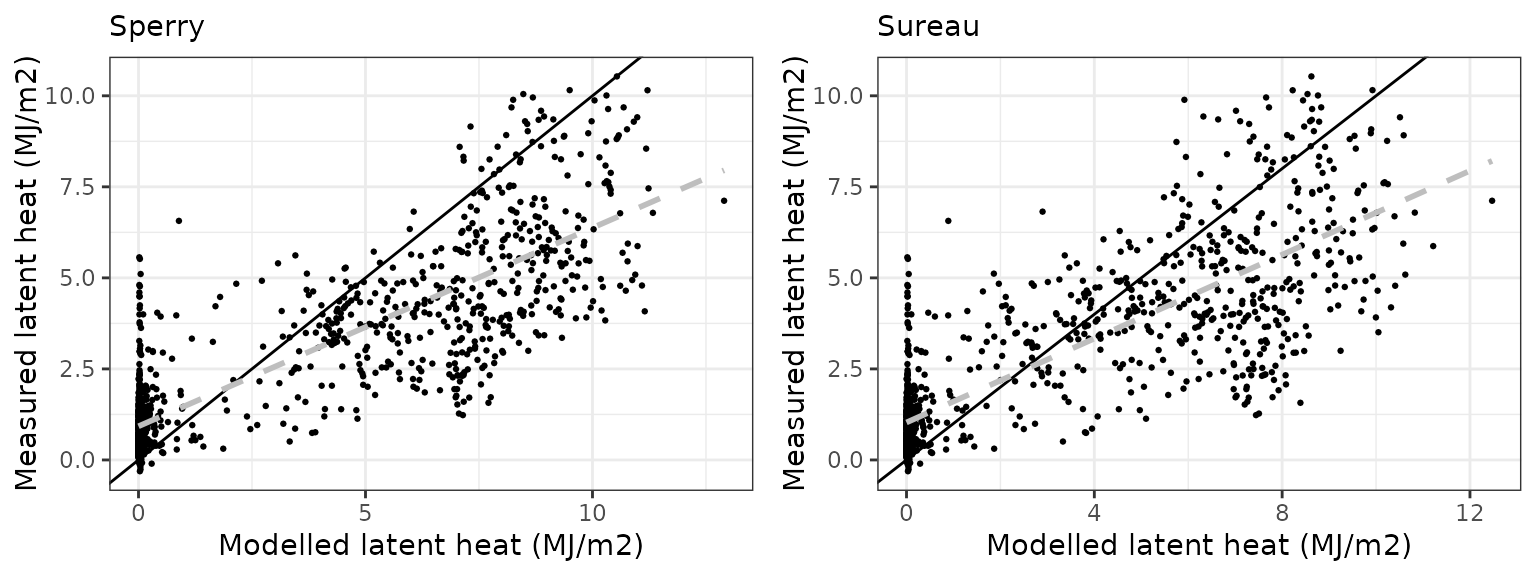 Sperry
Measured latent heat (MJ/m2)
10.0
7.5
5.0
2.5
0.0
0 5 10
Modelled latent heat (MJ/m2)
Sureau
Measured latent heat (MJ/m2)
10.0
7.5
5.0
2.5
0.0
0 4 8 12
Modelled latent heat (MJ/m2)